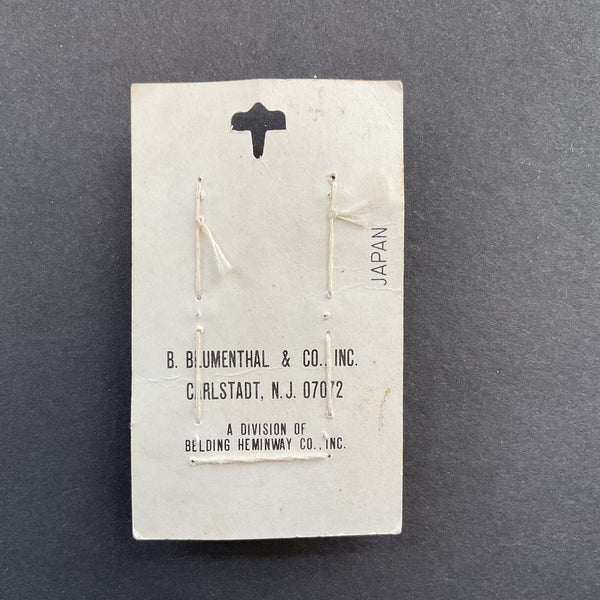 JAPAN
B. BLUMENTHAL & CO., INC.
CARLSTADT, N.J. 07072
A DIVISION OF
BELDING HEMINWAY CO., INC.